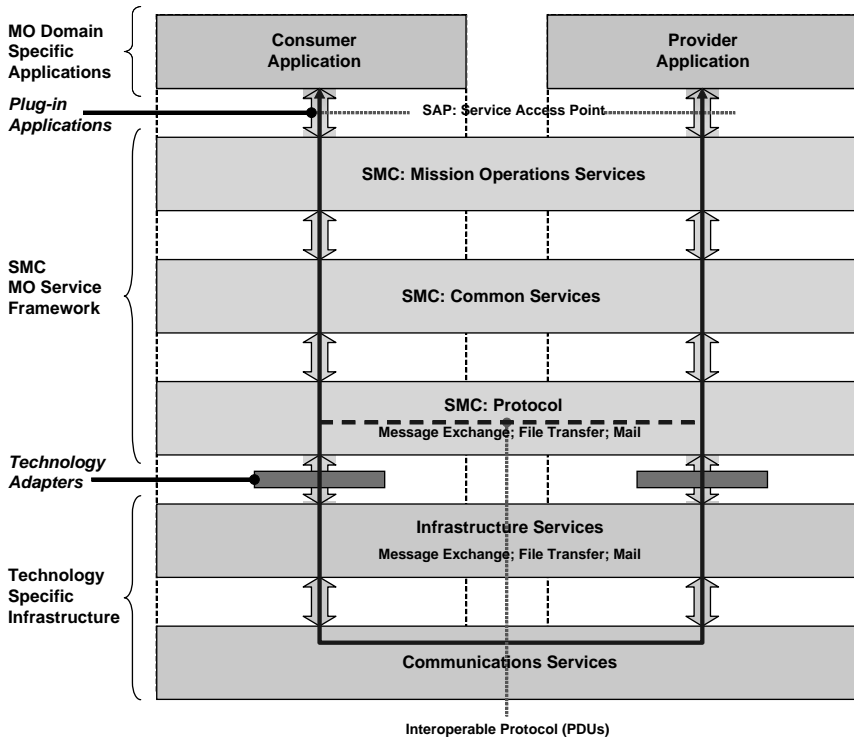 MO Domain
Specific
Applications
Consumer
Application
Provider
Application
Plug-in
Applications
SAP: Service Access Point
SMC: Mission Operations Services
SMC
MO Service
Framework
SMC: Common Services
SMC: Protocol
Message Exchange; File Transfer; Mail
Technology
Adapters
Infrastructure Services
Message Exchange; File Transfer; Mail
Technology
Specific
Infrastructure
Communications Services
Interoperable Protocol (PDUs)